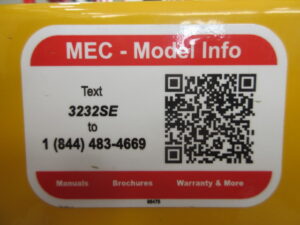 MEC - Model Info
Text
3232SE
to
1 (844) 483-4669
Manuals Brochures Warranty & More